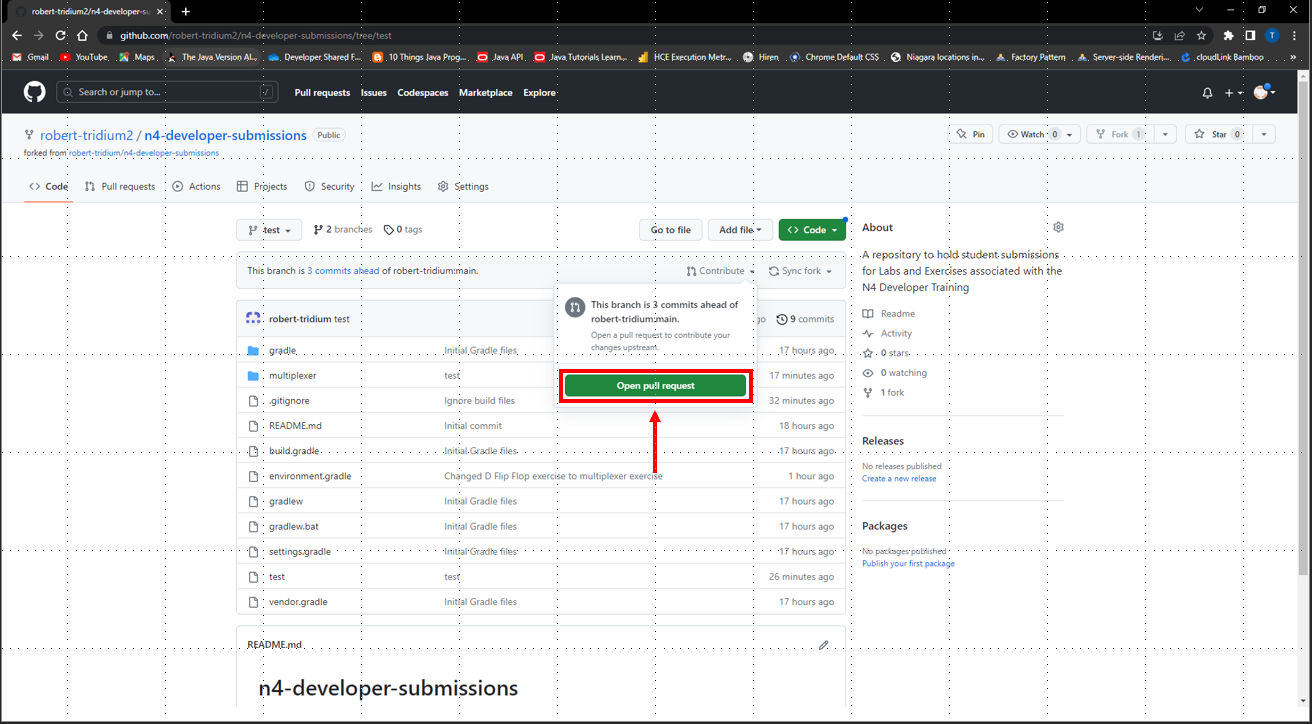 robert-tridium2/n4-developer-su
github.com/robert-tridium2/n4-developer-submissions/tree/test
T
Gmail YouTube Maps The Java Version Al... Developer Shared F... 10 Things Java Prog... Java API Java Tutorials Learn... HCE Execution Metr... Hiren Chrome Default CSS Niagara locations in... Factory Pattern Server-side Renderi... cloudLink Bamboo »
Search or jump to... /
Pull requests Issues Codespaces Marketplace Explore
robert-tridium2 / n4-developer-submissions Public
Pin Watch 0 Fork 1 Star 0
forked from robert-tridium/n4-developer-submissions
Code Pull requests Actions Projects Security Insights Settings
test 2 branches 0 tags Go to file Add file Code
This branch is 3 commits ahead of robert-tridium:main. Contribute Sync fork
This branch is 3 commits ahead of
robert-tridium:main.
Open a pull request to contribute your
changes upstream.
Open pull request
robert-tridium test go 9 commits
gradle Initial Gradle files 17 hours ago
multiplexer test 17 minutes ago
.gitignore Ignore build files 32 minutes ago
README.md Initial commit 18 hours ago
build.gradle Initial Gradle files 17 hours ago
environment.gradle Changed D Flip Flop exercise to multiplexer exercise 1 hour ago
gradlew Initial Gradle files 17 hours ago
gradlew.bat Initial Gradle files 17 hours ago
settings.gradle Initial Gradle files 17 hours ago
test test 26 minutes ago
vendor.gradle Initial Gradle files 17 hours ago
README.md
n4-developer-submissions
About
A repository to hold student submissions
for Labs and Exercises associated with the
N4 Developer Training
Readme
Activity
0 stars
0 watching
1 fork
Releases
No releases published
Create a new release
Packages
No packages published
Publish your first package